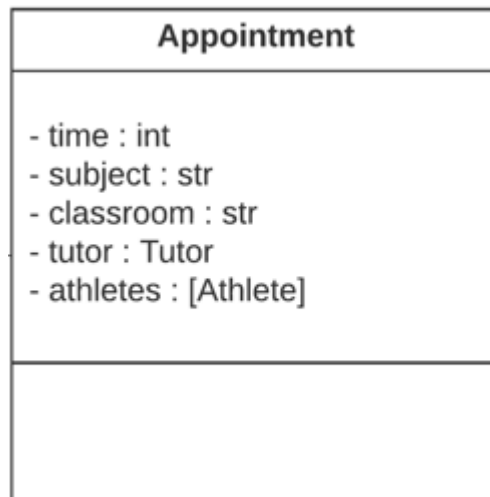 Appointment
- time : int
- subject : str
- classroom : str
- tutor : Tutor
- athletes : [Athlete]